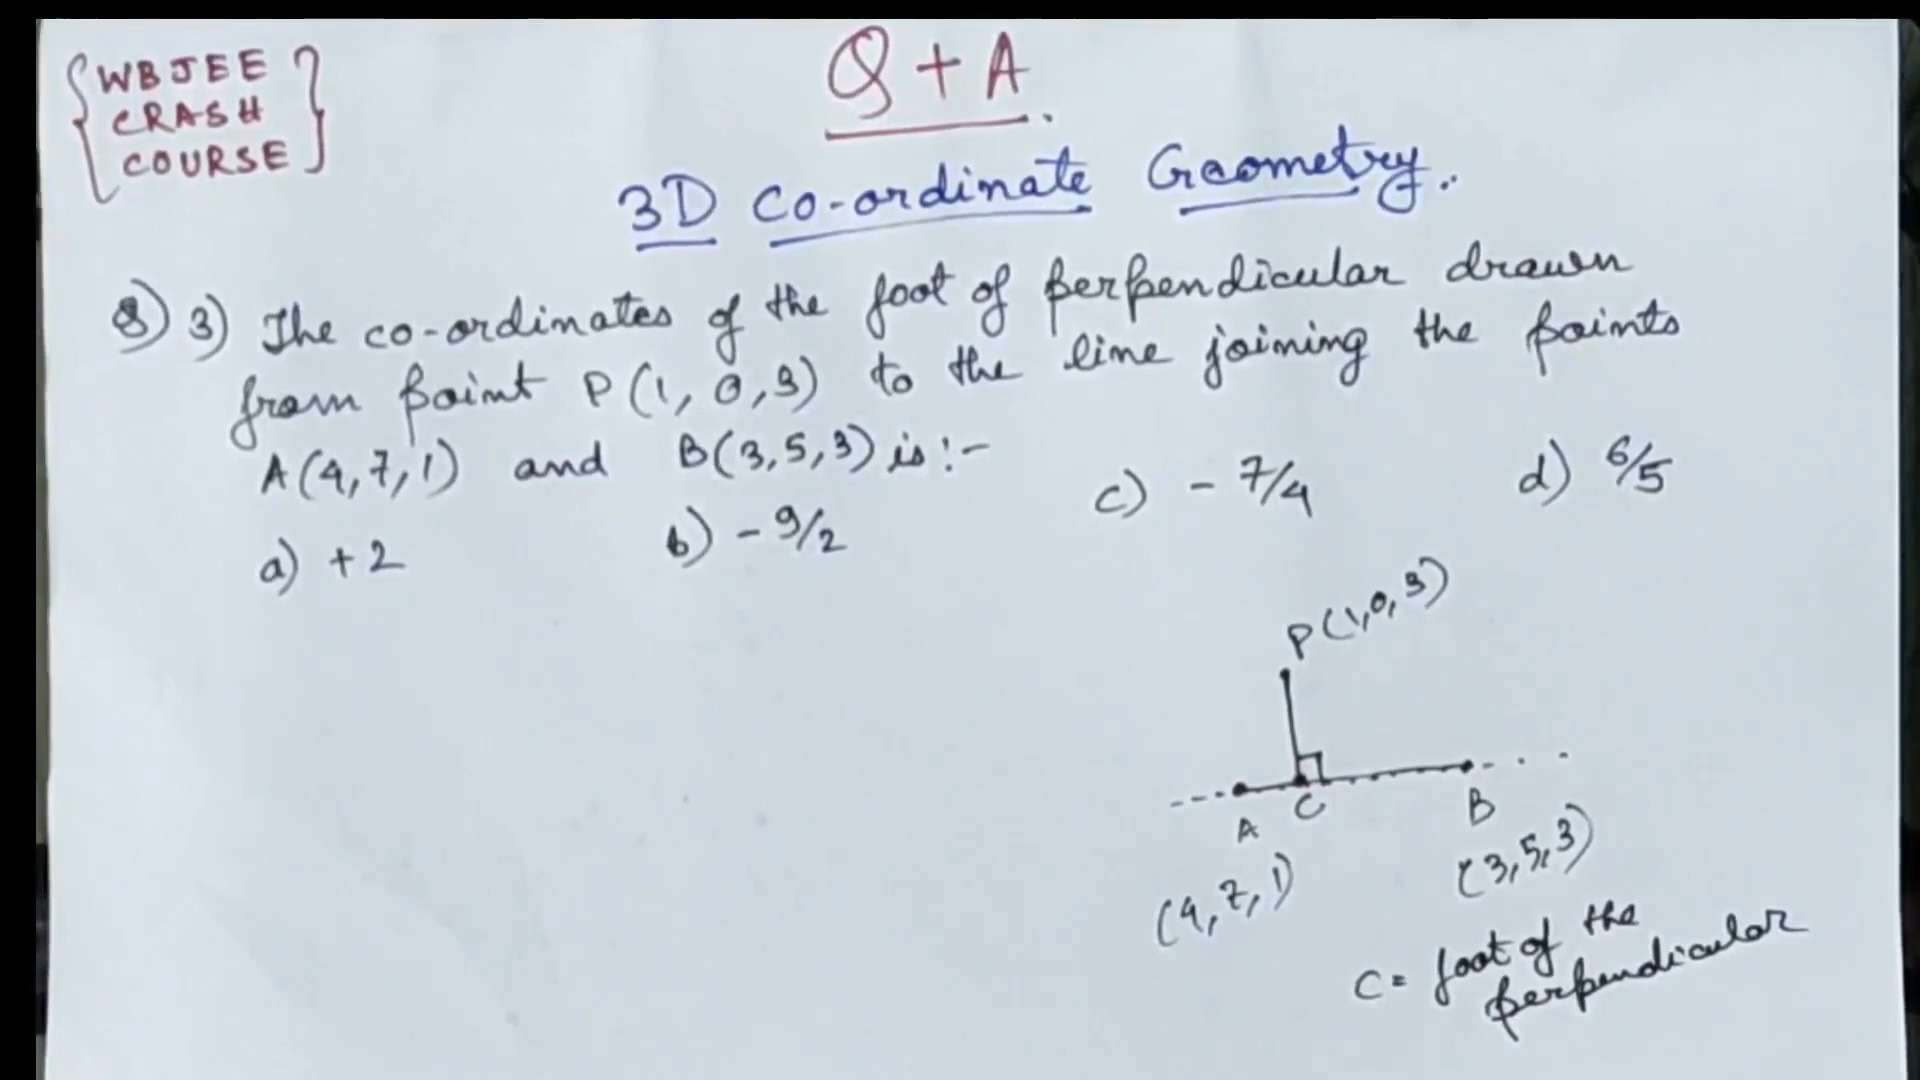 WBJEE
CRASH
COURSE
Q + A.
3D Co-ordinate Geometry..
Q) 3) The co-ordinates of the foot of perpendicular drawn
from point P(1, 0, 3) to the line joining the points
A(4, 7, 1) and B(3, 5, 3) is :-
a) + 2 b) - 9/2 c) - 7/4 d) 6/5
P(1, 0, 3)
A C B
(4, 7, 1) (3, 5, 3)
C = foot of the
perpendicular